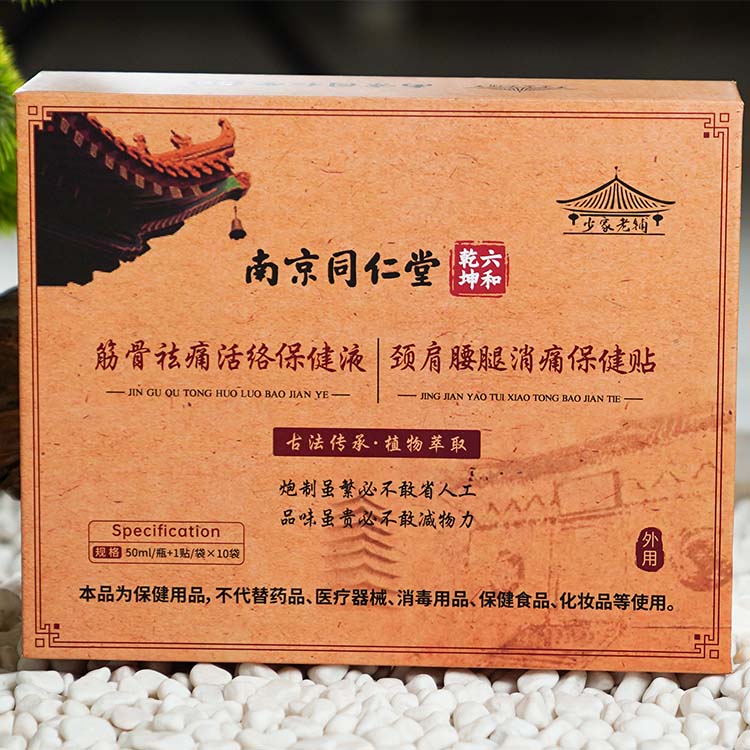 步家老铺
南京同仁堂
乾坤
六和
筋骨祛痛活络保健液
JIN GU QU TONG HUO LUO BAO JIAN YE
颈肩腰腿消痛保健贴
JING JIAN YAO TUI XIAO TONG BAO JIAN TIE
古法传承·植物萃取
炮制虽繁必不敢省人工
品味虽贵必不敢减物力
Specification
规格 50ml/瓶+1贴/袋×10袋
外用
本品为保健用品,不代替药品、医疗器械、消毒用品、保健食品、化妆品等使用。